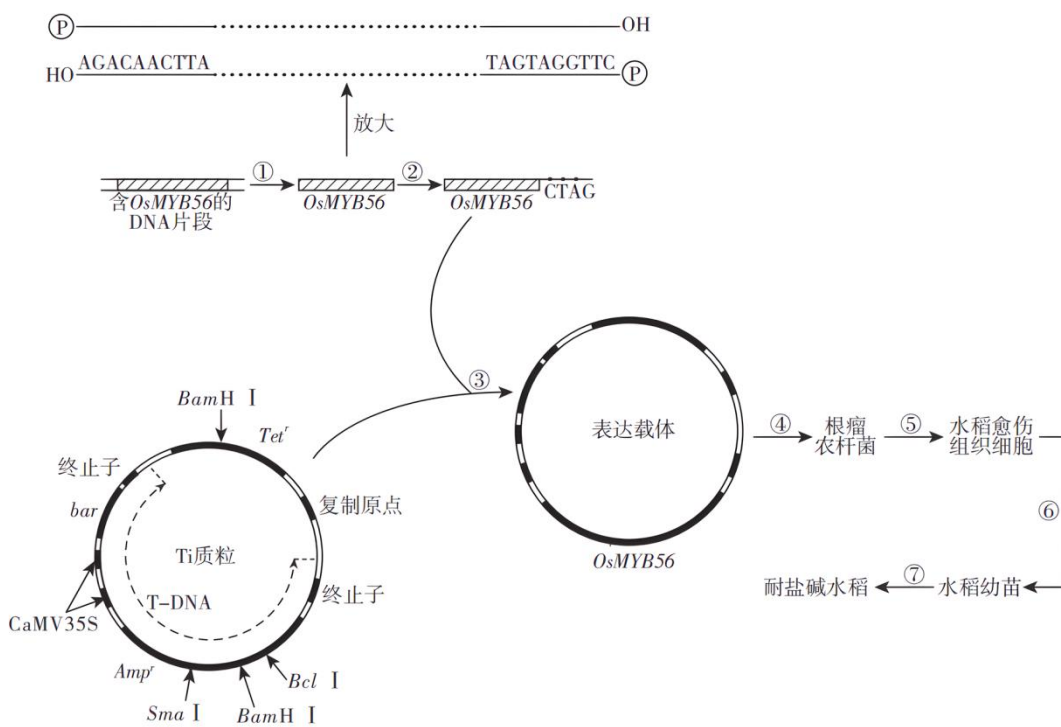 Ⓟ OH
HO AGACAACTTA TAGTAGGTTC Ⓟ
放大
① ②
CTAG
OsMYB56 OsMYB56
含OsMYB56的
DNA片段
③
BamH Ⅰ
Tetʳ
终止子
复制原点
bar
Ti质粒
终止子
T-DNA
CaMV35S
Ampʳ
Bcl Ⅰ
Sma Ⅰ
BamH Ⅰ
表达载体
OsMYB56
④
根瘤
农杆菌
⑤
水稻愈伤
组织细胞
⑥
耐盐碱水稻 ⑦ 水稻幼苗